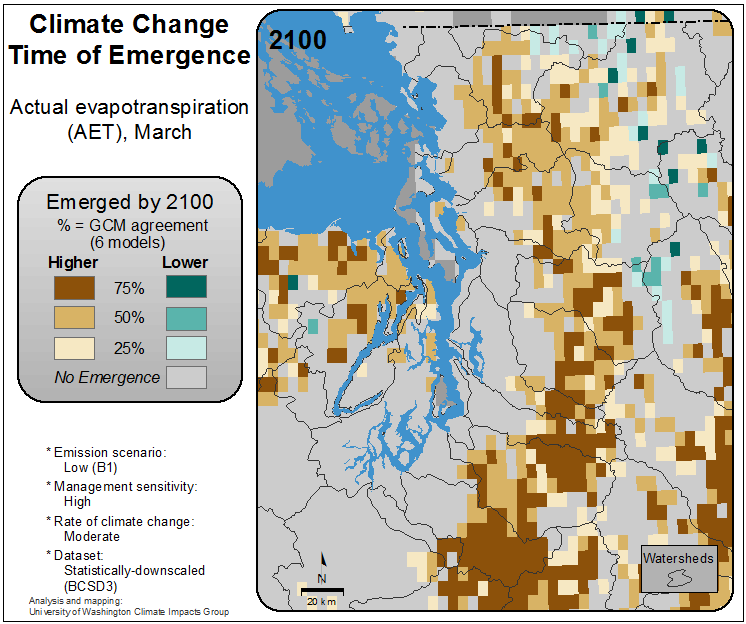 Climate Change
Time of Emergence
Actual evapotranspiration
(AET), March
Emerged by 2100
% = GCM agreement
(6 models)
Higher Lower
75%
50%
25%
No Emergence
* Emission scenario:
Low (B1)
* Management sensitivity:
High
* Rate of climate change:
Moderate
* Dataset:
Statistically-downscaled
(BCSD3)
Analysis and mapping:
University of Washington Climate Impacts Group
2100
N
20 km
Watersheds